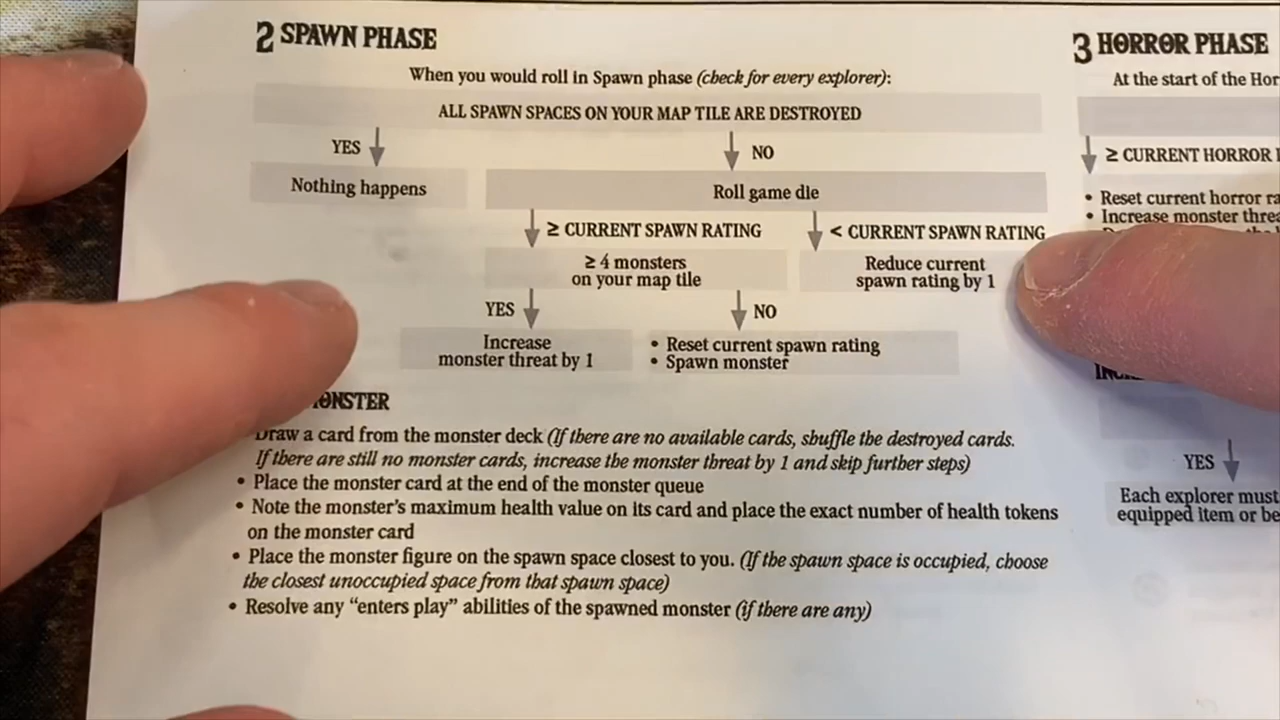 2 SPAWN PHASE
When you would roll in Spawn phase (check for every explorer):
ALL SPAWN SPACES ON YOUR MAP TILE ARE DESTROYED
YES
NO
Nothing happens
Roll game die
≥ CURRENT SPAWN RATING
< CURRENT SPAWN RATING
≥ 4 monsters
on your map tile
Reduce current
spawn rating by 1
YES
NO
Increase
monster threat by 1
• Reset current spawn rating
• Spawn monster
MONSTER
Draw a card from the monster deck (If there are no available cards, shuffle the destroyed cards.
If there are still no monster cards, increase the monster threat by 1 and skip further steps)
• Place the monster card at the end of the monster queue
• Note the monster's maximum health value on its card and place the exact number of health tokens
on the monster card
• Place the monster figure on the spawn space closest to you. (If the spawn space is occupied, choose
the closest unoccupied space from that spawn space)
• Resolve any “enters play” abilities of the spawned monster (if there are any)
3 HORROR PHASE
At the start of the
≥ CURRENT HORROR
• Reset current horror
• Increase monster
YES
Each explorer must
equipped item or